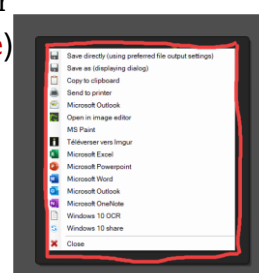 r
e)
Save directly (using preferred file output settings)
Save as (displaying dialog)
Copy to clipboard
Send to printer
Microsoft Outlook
Open in image editor
MS Paint
Téléverser vers Imgur
Microsoft Excel
Microsoft Powerpoint
Microsoft Word
Microsoft Outlook
Microsoft OneNote
Windows 10 OCR
Windows 10 share
Close